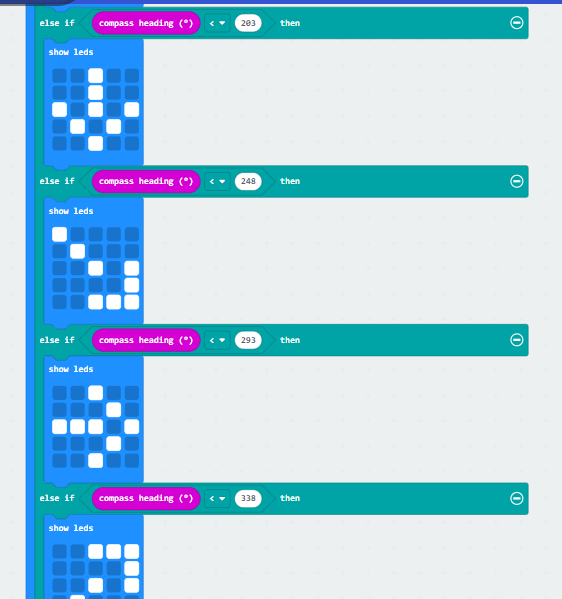 else if compass heading (°) < 203 then
show leds
else if compass heading (°) < 248 then
show leds
else if compass heading (°) < 293 then
show leds
else if compass heading (°) < 338 then
show leds